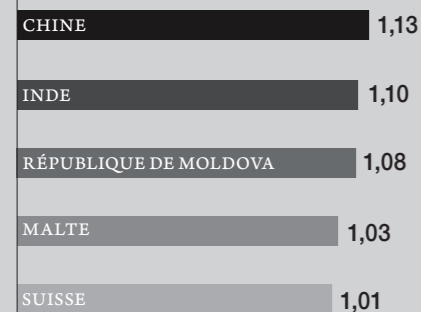 CHINE 1,13
INDE 1,10
RÉPUBLIQUE DE MOLDOVA 1,08
MALTE 1,03
SUISSE 1,01